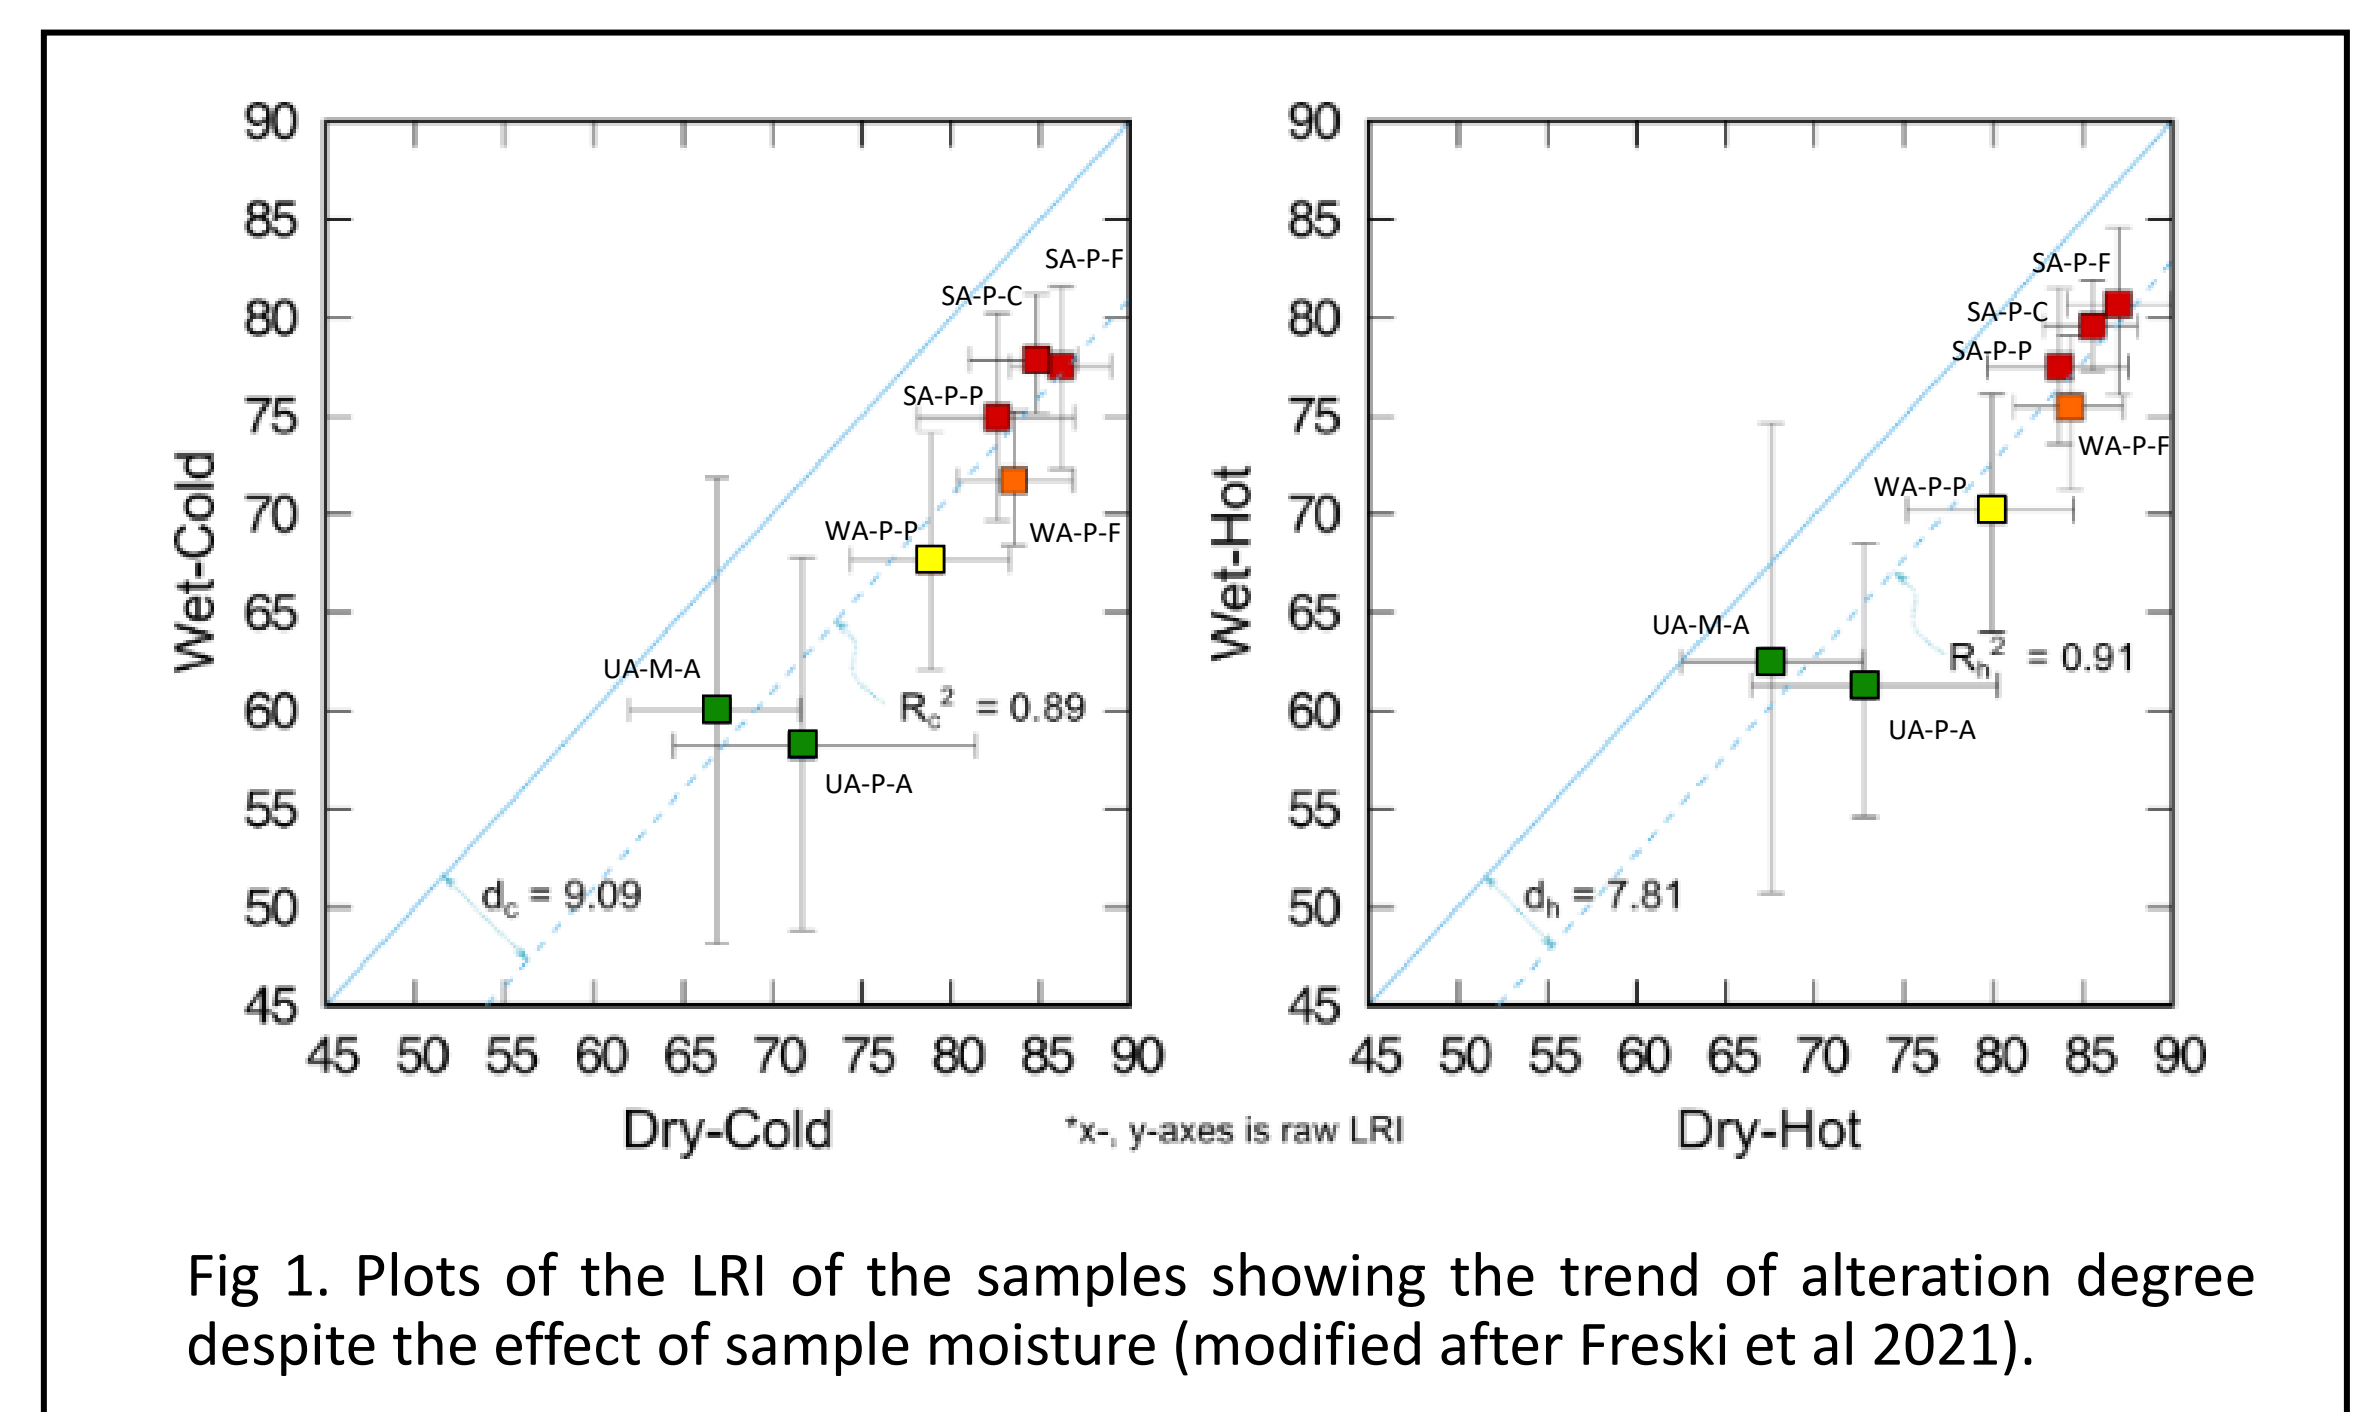 90
85
80
75
70
65
60
55
50
45
Wet-Cold
45 50 55 60 65 70 75 80 85 90
Dry-Cold
SA-P-F
SA-P-C
SA-P-P
WA-P-P
WA-P-F
UA-M-A
UA-P-A
Rc² = 0.89
dc = 9.09
90
85
80
75
70
65
60
55
50
45
Wet-Hot
45 50 55 60 65 70 75 80 85 90
Dry-Hot
SA-P-F
SA-P-C
SA-P-P
WA-P-F
WA-P-P
UA-M-A
UA-P-A
Rh² = 0.91
dh = 7.81
*x-, y-axes is raw LRI
Fig 1. Plots of the LRI of the samples showing the trend of alteration degree
despite the effect of sample moisture (modified after Freski et al 2021).